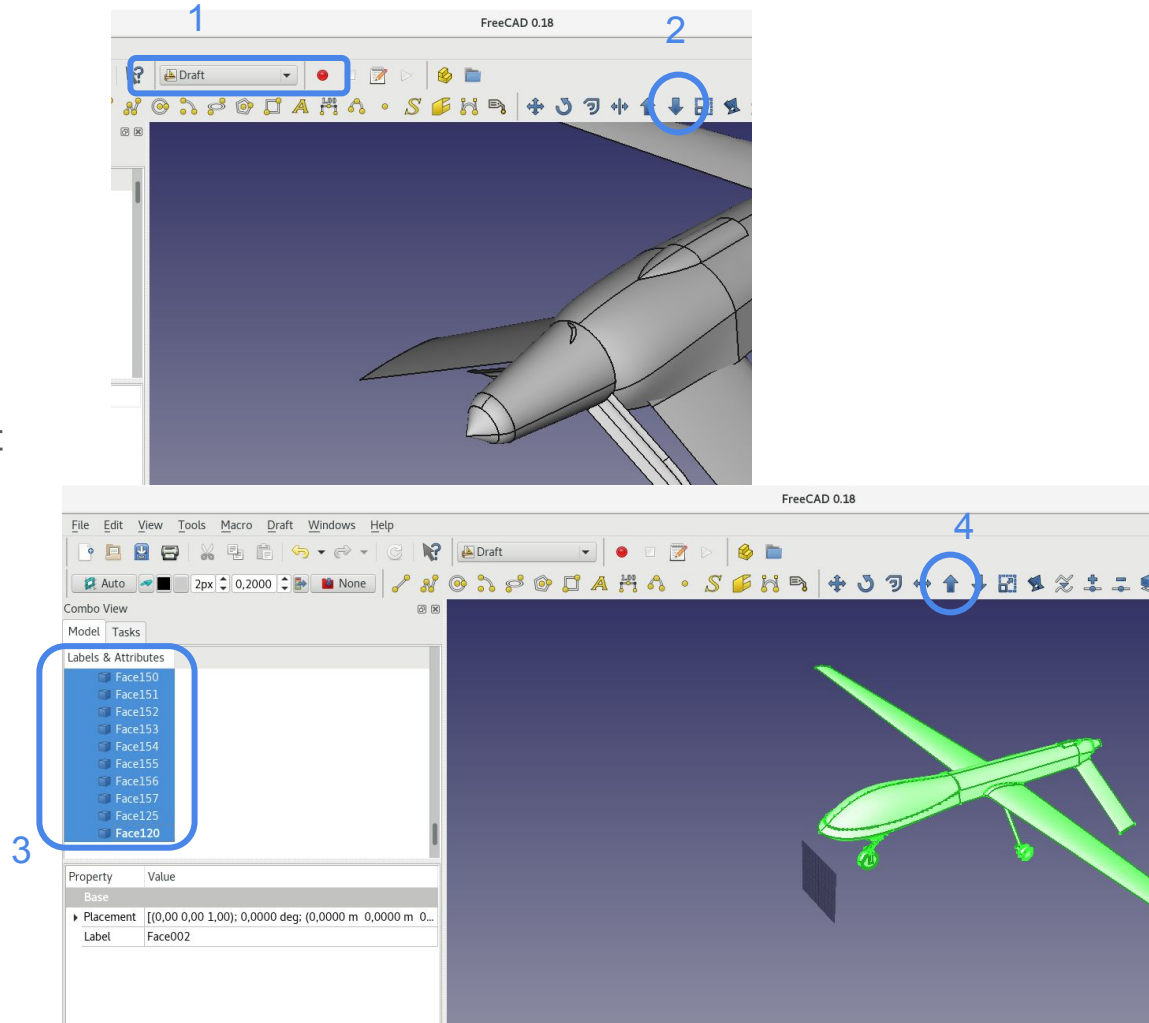 1
FreeCAD 0.18
2
Draft
FreeCAD 0.18
File Edit View Tools Macro Draft Windows Help
4
Draft
Auto 2px 0,2000 None
Combo View
Model Tasks
Labels & Attributes
Face150
Face151
Face152
Face153
Face154
Face155
Face156
Face157
Face125
Face120
3
Property Value
Base
Placement [(0,00 0,00 1,00); 0,0000 deg; (0,0000 m 0,0000 m 0...
Label Face002